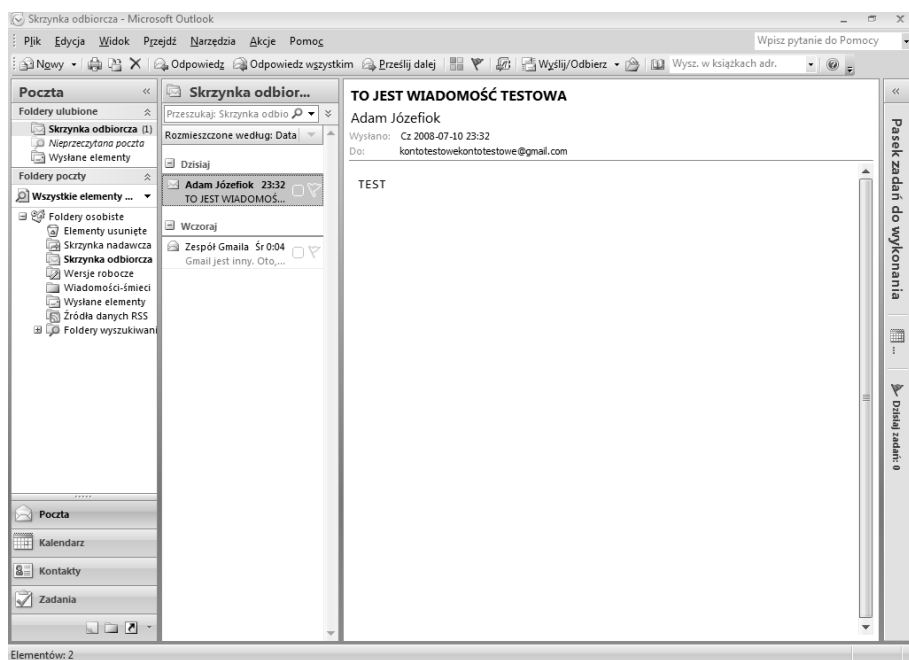 Skrzynka odbiorcza - Microsoft Outlook
Plik Edycja Widok Przejdź Narzędzia Akcje Pomoc
Wpisz pytanie do Pomocy
Nowy Odpowiedz Odpowiedz wszystkim Prześlij dalej Wyślij/Odbierz Wysz. w książkach adr.
Poczta
Foldery ulubione
Skrzynka odbiorcza (1)
Nieprzeczytana poczta
Wysłane elementy
Foldery poczty
Wszystkie elementy ...
Foldery osobiste
Elementy usunięte
Skrzynka nadawcza
Skrzynka odbiorcza
Wersje robocze
Wiadomości-śmieci
Wysłane elementy
Źródła danych RSS
Foldery wyszukiwani
Poczta
Kalendarz
Kontakty
Zadania
Skrzynka odbior...
Przeszukaj: Skrzynka odbio
Rozmieszczone według: Data
Dzisiaj
Adam Józefiok 23:32
TO JEST WIADOMOŚ...
Wczoraj
Zespół Gmaila Śr 0:04
Gmail jest inny. Oto,...
TO JEST WIADOMOŚĆ TESTOWA
Adam Józefiok
Wysłano: Cz 2008-07-10 23:32
Do: kontotestowekontotestowe@gmail.com
TEST
Pasek zadań do wykonania
Dzisiaj zadań: 0
Elementów: 2